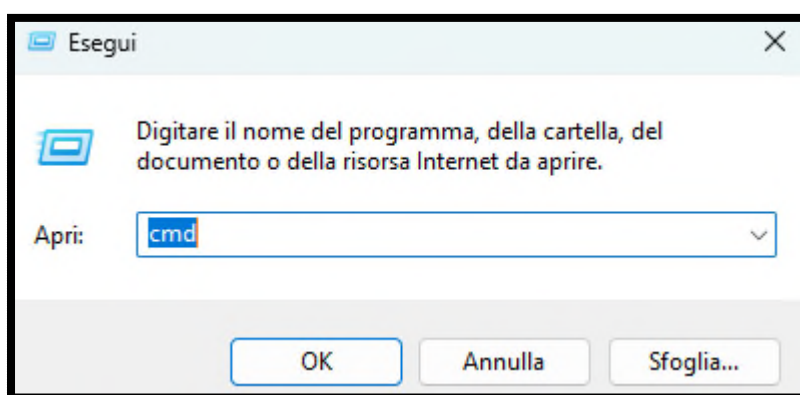 Esegui
Digitare il nome del programma, della cartella, del
documento o della risorsa Internet da aprire.
Apri: cmd
OK Annulla Sfoglia...